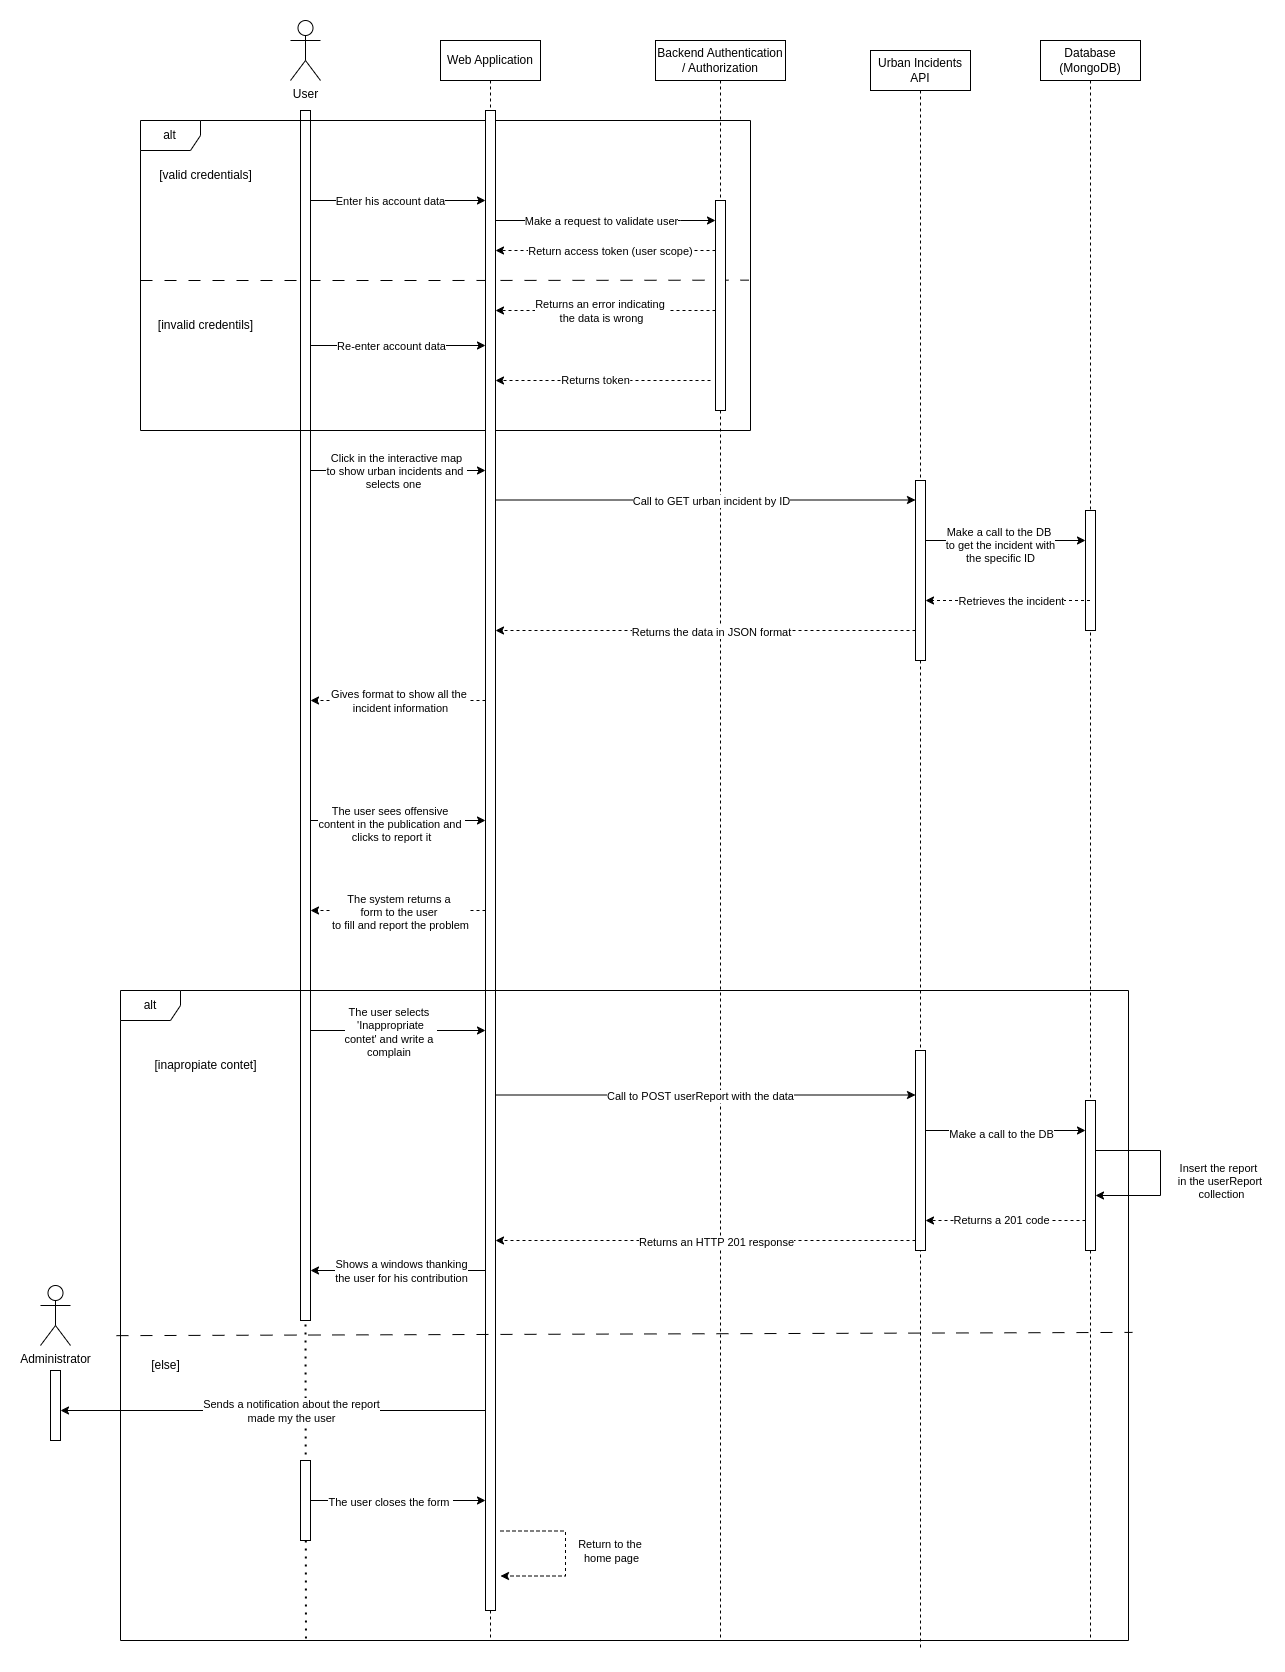 User
Web Application
Backend Authentication
/ Authorization
Urban Incidents
API
Database
(MongoDB)
alt
[valid credentials]
Enter his account data
Make a request to validate user
Return access token (user scope)
[invalid credentils]
Returns an error indicating
the data is wrong
Re-enter account data
Returns token
Click in the interactive map
to show urban incidents and
selects one
Call to GET urban incident by ID
Make a call to the DB
to get the incident with
the specific ID
Retrieves the incident
Returns the data in JSON format
Gives format to show all the
incident information
The user sees offensive
content in the publication and
clicks to report it
The system returns a
form to the user
to fill and report the problem
alt
The user selects
'Inappropriate
contet' and write a
complain
[inapropiate contet]
Call to POST userReport with the data
Make a call to the DB
Insert the report
in the userReport
collection
Returns a 201 code
Returns an HTTP 201 response
Shows a windows thanking
the user for his contribution
Administrator
[else]
Sends a notification about the report
made my the user
The user closes the form
Return to the
home page